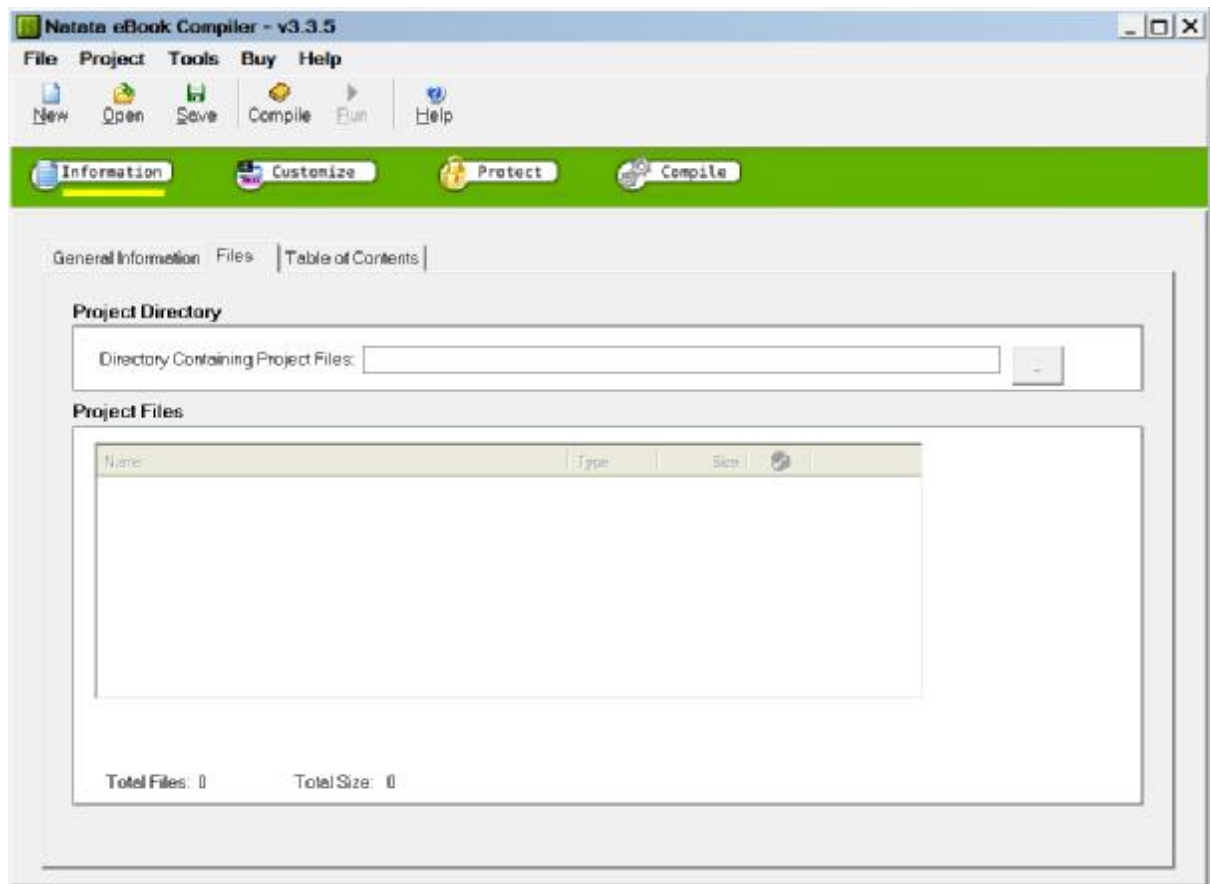 Natata eBook Compiler - v3.3.5
File Project Tools Buy Help
New Open Save Compile Run Help
Information Customize Protect Compile
General Information Files Table of Contents
Project Directory
Directory Containing Project Files:
Project Files
Name Type Size
Total Files: 0 Total Size: 0